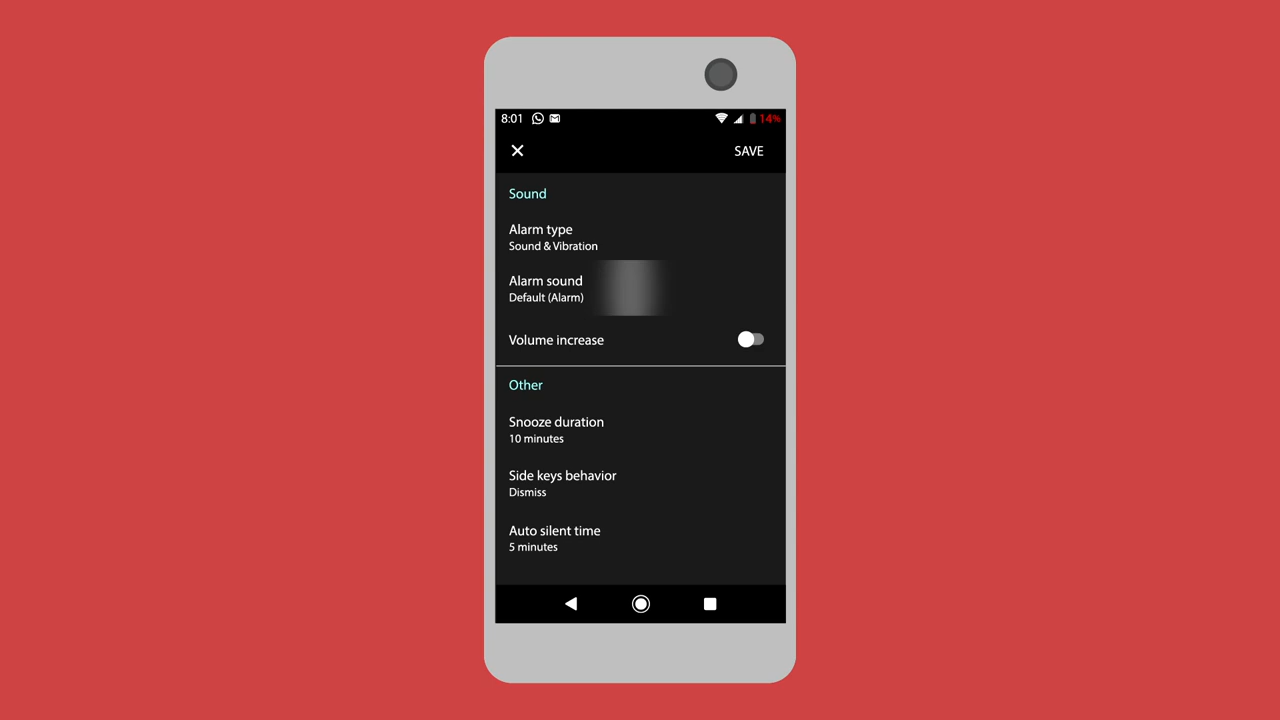 8:01 14%
SAVE
Sound
Alarm type
Sound & Vibration
Alarm sound
Default (Alarm)
Volume increase
Other
Snooze duration
10 minutes
Side keys behavior
Dismiss
Auto silent time
5 minutes